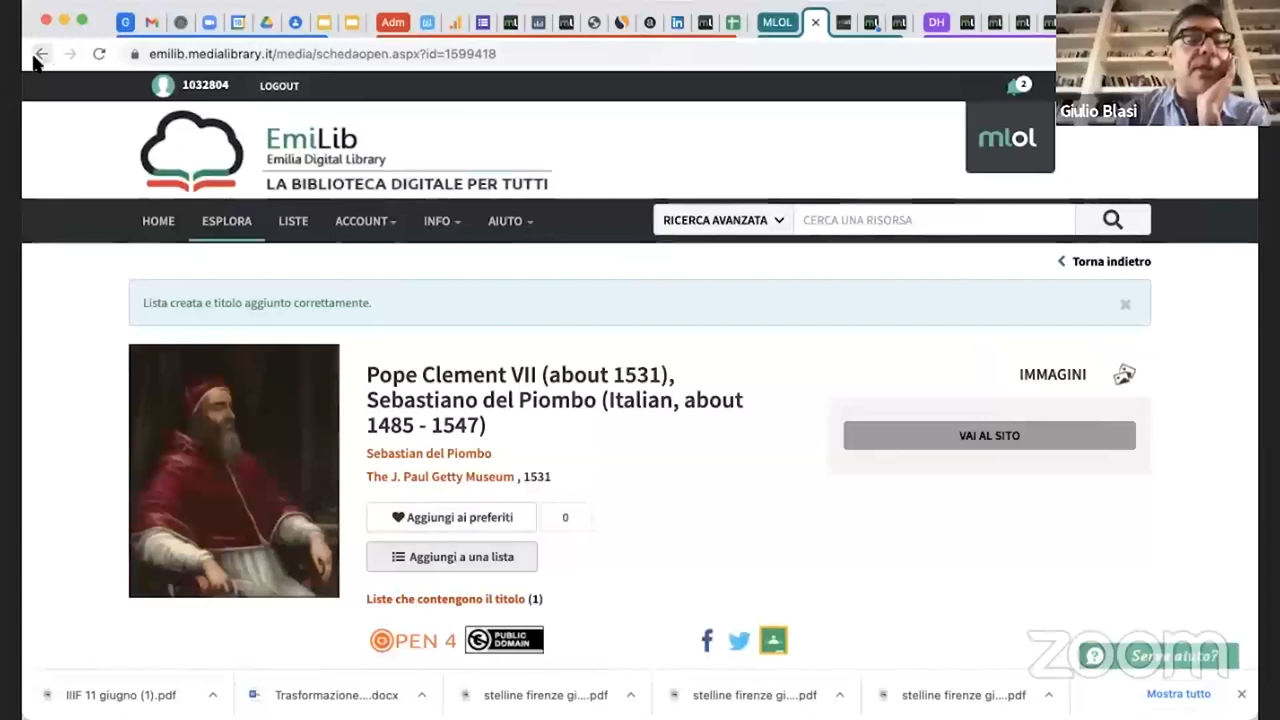 Adm
MLOL
DH
emilib.medialibrary.it/media/schedaopen.aspx?id=1599418
1032804
LOGOUT
2
Giulio Blasi
EmiLib
Emilia Digital Library
LA BIBLIOTECA DIGITALE PER TUTTI
mlol
HOME
ESPLORA
LISTE
ACCOUNT
INFO
AIUTO
RICERCA AVANZATA
CERCA UNA RISORSA
Torna indietro
Lista creata e titolo aggiunto correttamente.
Pope Clement VII (about 1531),
Sebastiano del Piombo (Italian, about
1485 - 1547)
IMMAGINI
VAI AL SITO
Sebastian del Piombo
The J. Paul Getty Museum , 1531
Aggiungi ai preferiti
0
Aggiungi a una lista
Liste che contengono il titolo (1)
OPEN 4
PUBLIC
DOMAIN
zoom
Serve aiuto?
IIIF 11 giugno (1).pdf
Trasformazione....docx
stelline firenze gi....pdf
stelline firenze gi....pdf
stelline firenze gi....pdf
Mostra tutto